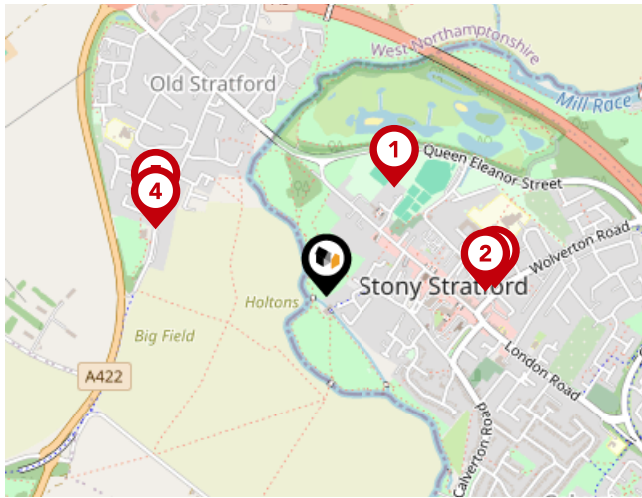 West Northamptonshire
Old Stratford
Mill Race
1
Queen Eleanor Street
4
2
Wolverton Road
Stony Stratford
Holtons
Big Field
London Road
A422
Calverton Road